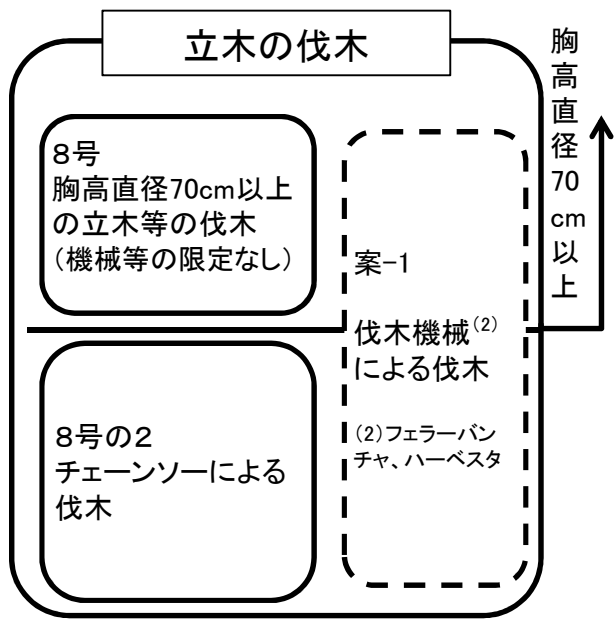 立木の伐木
胸高直径70cm以上
8号
胸高直径70cm以上
の立木等の伐木
(機械等の限定なし)
8号の2
チェーンソーによる
伐木
案-1
伐木機械(2)
による伐木
(2)フェラーバン
チャ、ハーベスタ